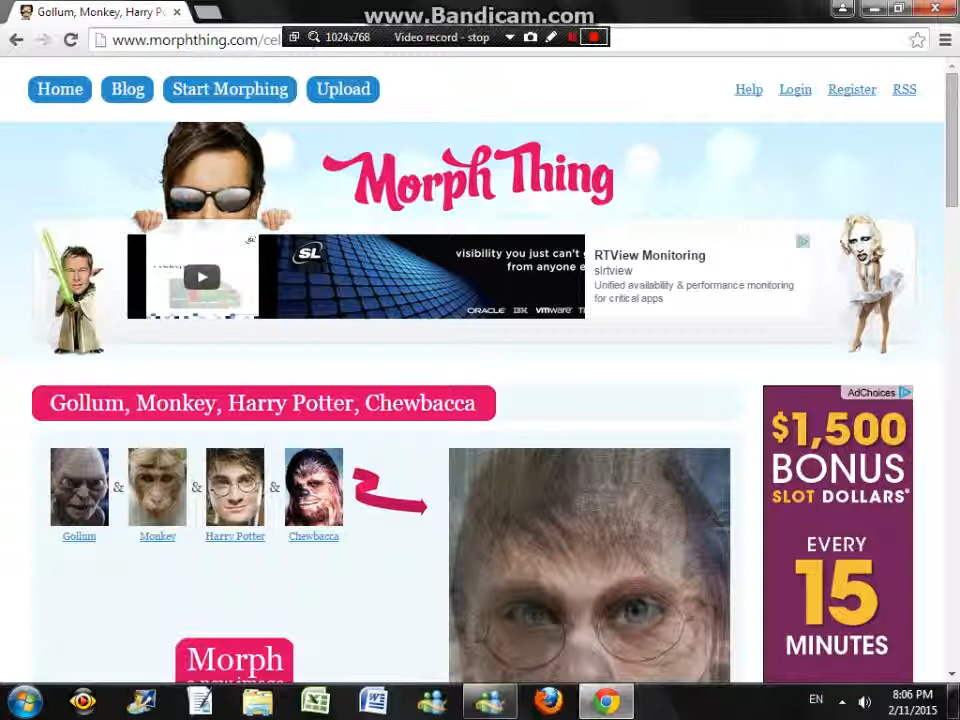 www.Bandicam.com
Gollum, Monkey, Harry P
www.morphthing.com/cel
1024x768
Video record - stop
Home
Blog
Start Morphing
Upload
Help
Login
Register
RSS
Morph Thing
SL
visibility you just can't
from anyone e
ORACLE
vmware
RTView Monitoring
slrtview
Unified availability & performance monitoring
for critical apps
Gollum, Monkey, Harry Potter, Chewbacca
AdChoices
$1,500
BONUS
SLOT DOLLARS*
EVERY
15
MINUTES
& & &
Gollum
Monkey
Harry Potter
Chewbacca
Morph
EN
8:06 PM
2/11/2015